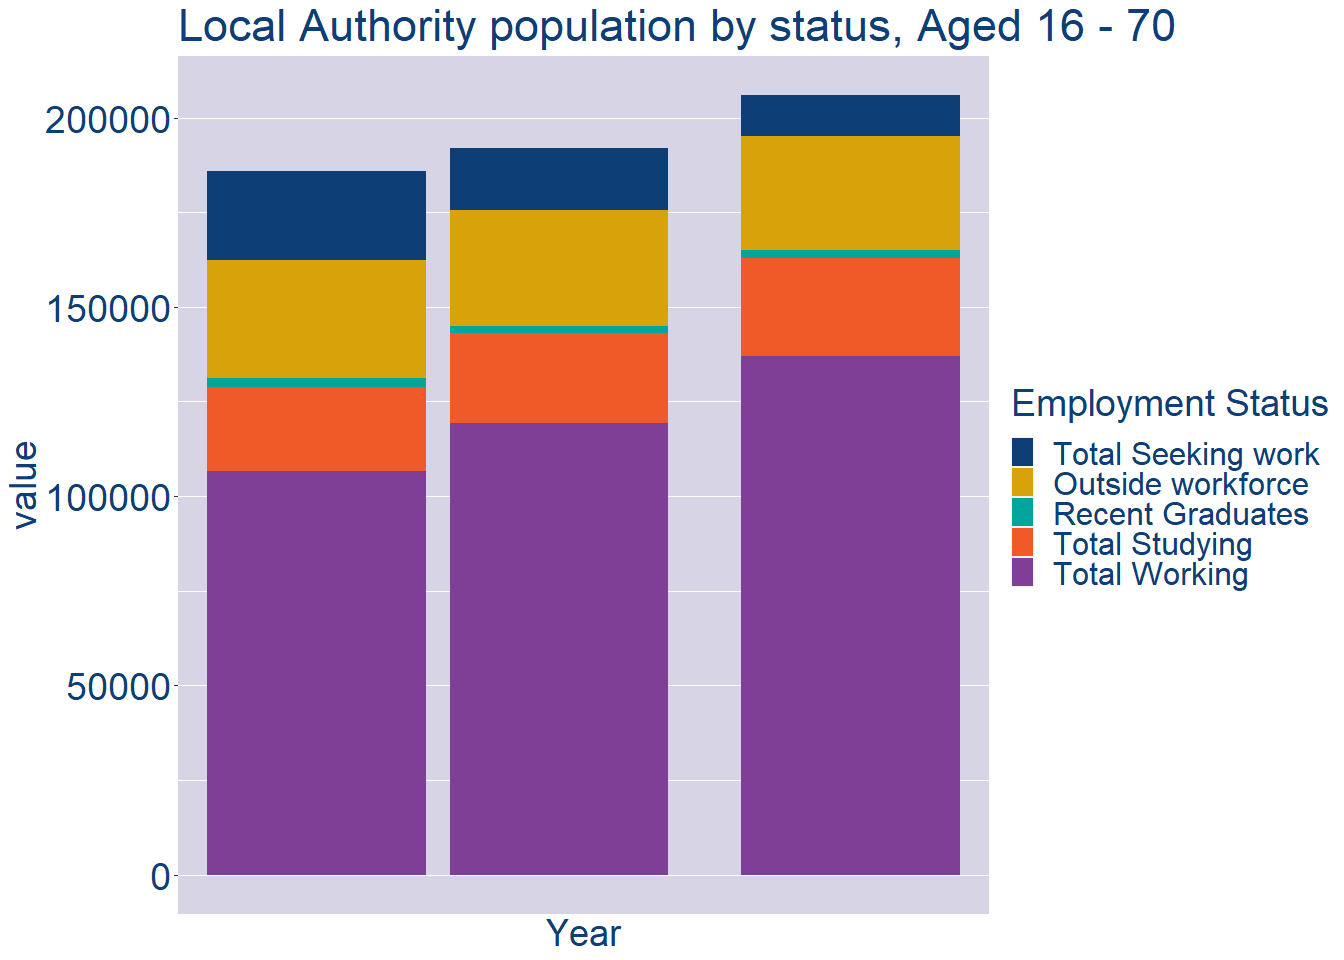 Local Authority population by status, Aged 16 - 70
200000
150000
100000
50000
0
value
Year
Employment Status
Total Seeking work
Outside workforce
Recent Graduates
Total Studying
Total Working